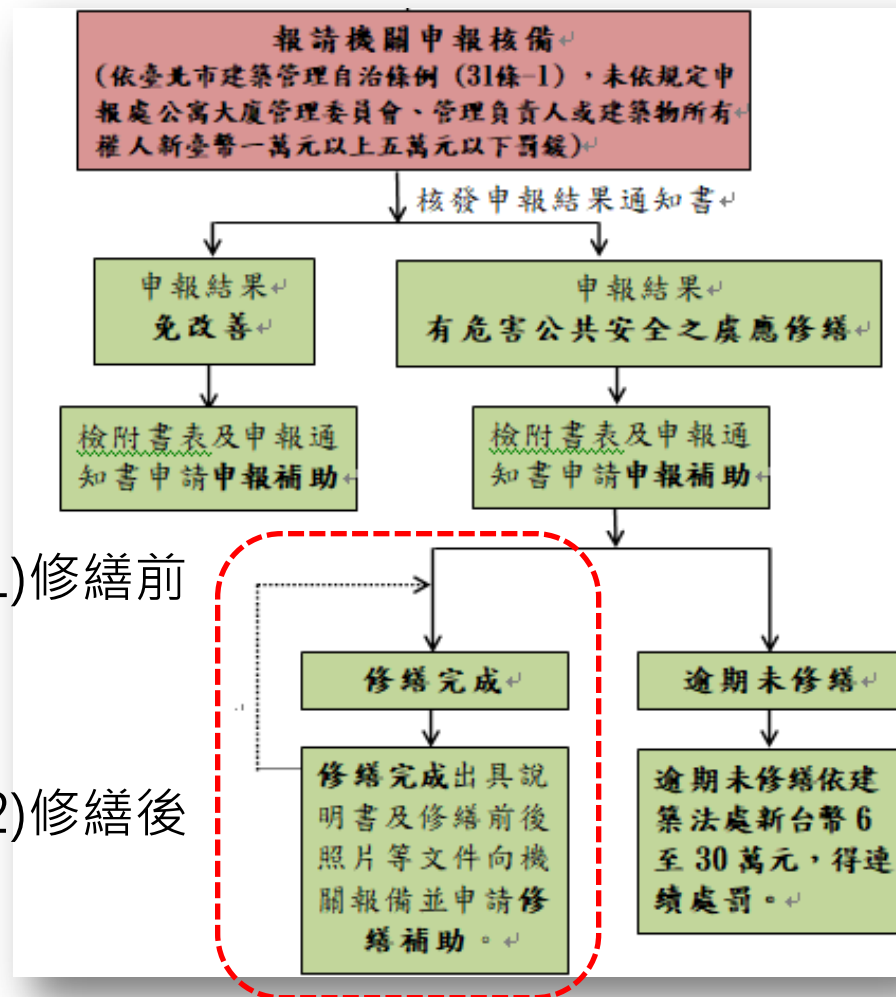 報請機關申報核備
(依臺北市建築管理自治條例 (31條-1) ，未依規定申
報處公寓大廈管理委員會、管理負責人或建築物所有
權人新臺幣一萬元以上五萬元以下罰鍰)
核發申報結果通知書
申報結果
免改善
申報結果
有危害公共安全之虞應修繕
檢附書表及申報通
知書申請申報補助
檢附書表及申報通
知書申請申報補助
1)修繕前
修繕完成
逾期未修繕
2)修繕後
修繕完成出具說
明書及修繕前後
照片等文件向機
關報備並申請修
繕補助。
逾期未修繕依建
築法處新台幣 6
至 30 萬元，得連
續處罰。